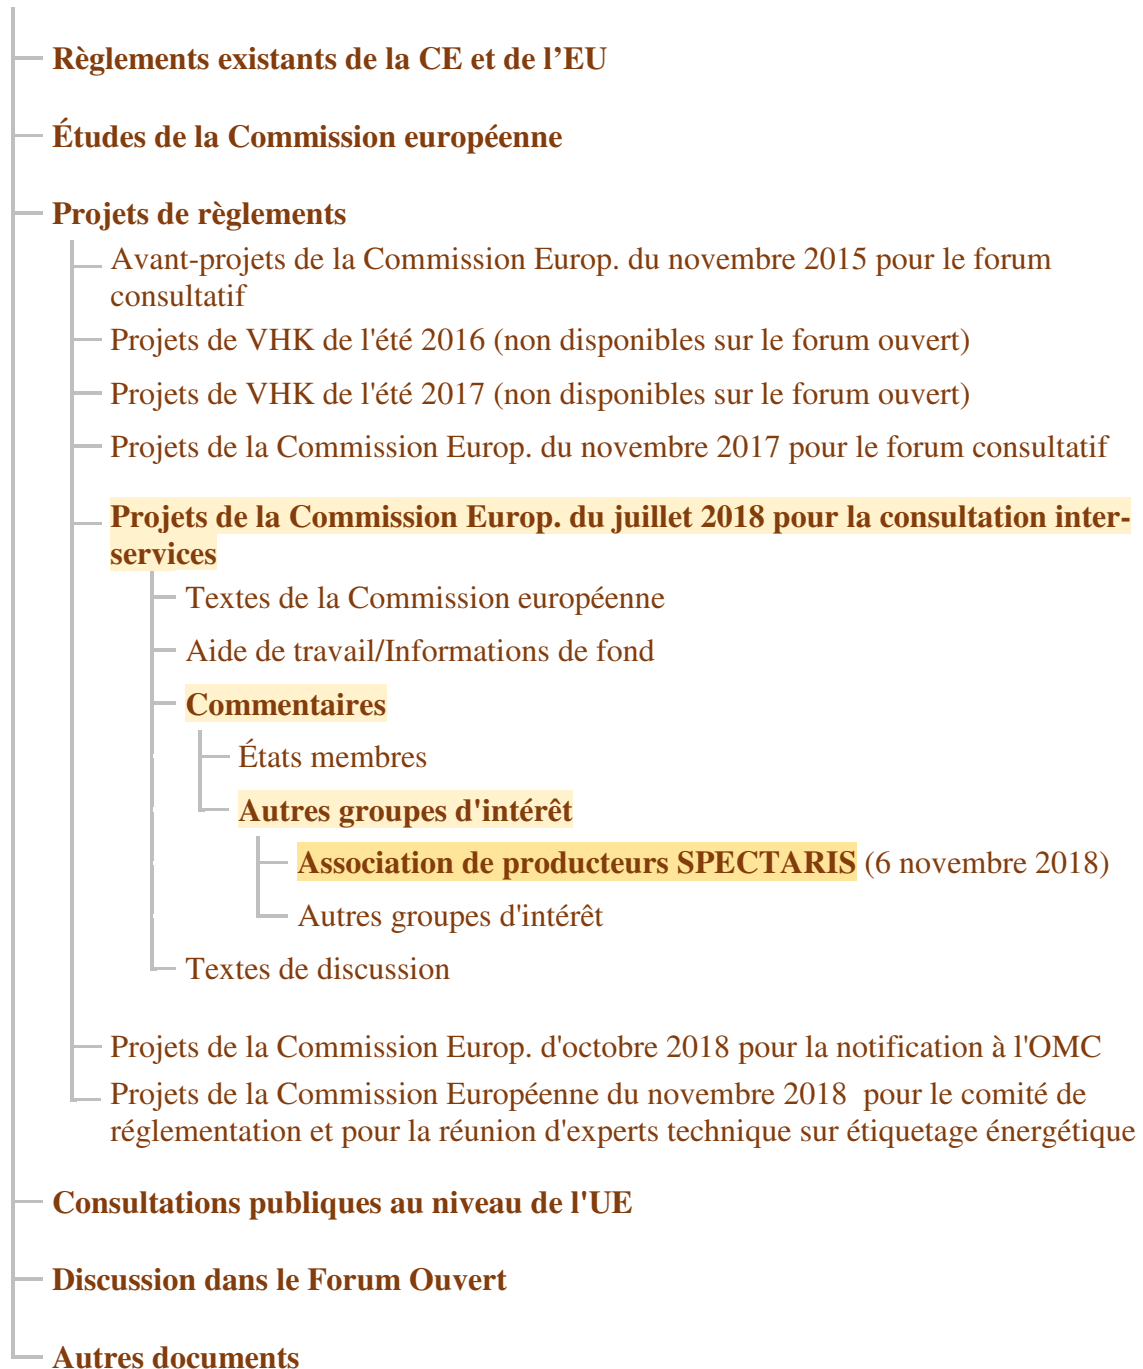 Règlements existants de la CE et de l’EU
Études de la Commission européenne
Projets de règlements
Avant-projets de la Commission Europ. du novembre 2015 pour le forum
consultatif
Projets de VHK de l'été 2016 (non disponibles sur le forum ouvert)
Projets de VHK de l'été 2017 (non disponibles sur le forum ouvert)
Projets de la Commission Europ. du novembre 2017 pour le forum consultatif
Projets de la Commission Europ. du juillet 2018 pour la consultation inter-
services
Textes de la Commission européenne
Aide de travail/Informations de fond
Commentaires
États membres
Autres groupes d'intérêt
Association de producteurs SPECTARIS (6 novembre 2018)
Autres groupes d'intérêt
Textes de discussion
Projets de la Commission Europ. d'octobre 2018 pour la notification à l'OMC
Projets de la Commission Européenne du novembre 2018  pour le comité de
réglementation et pour la réunion d'experts technique sur étiquetage énergétique
Consultations publiques au niveau de l'UE
Discussion dans le Forum Ouvert
Autres documents